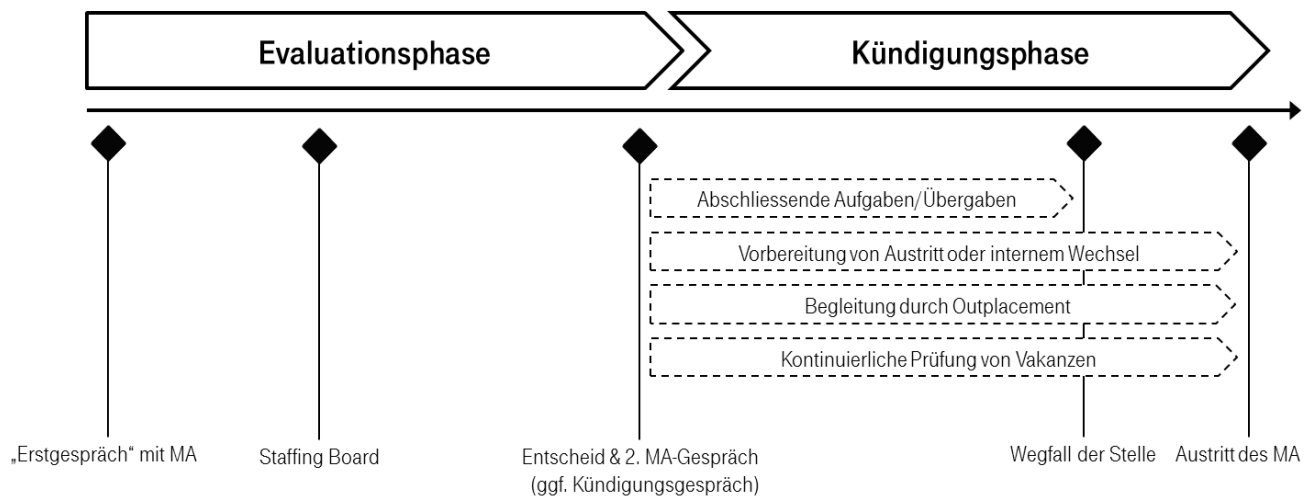 Evaluationsphase
Kündigungsphase
Abschliessende Aufgaben/Übergaben
Vorbereitung von Austritt oder internem Wechsel
Begleitung durch Outplacement
Kontinuierliche Prüfung von Vakanzen
„Erstgespräch“ mit MA
Staffing Board
Entscheid & 2. MA-Gespräch
(ggf. Kündigungsgespräch)
Wegfall der Stelle
Austritt des MA